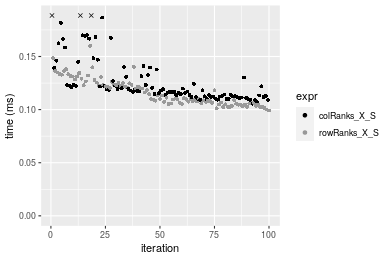 time (ms)
0.15
0.10
0.05
0.00
0
25
50
75
100
iteration
expr
colRanks_X_S
rowRanks_X_S